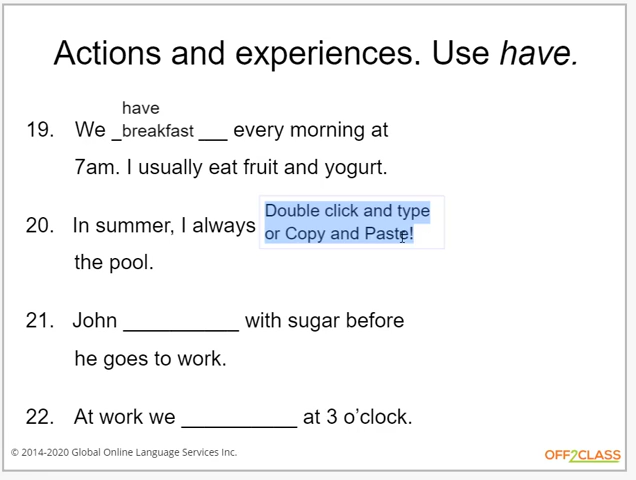 Actions and experiences. Use have.
have
19. We _breakfast ___ every morning at
7am. I usually eat fruit and yogurt.
Double click and type
20. In summer, I always or Copy and Paste!
the pool.
21. John __________ with sugar before
he goes to work.
22. At work we __________ at 3 o’clock.
© 2014-2020 Global Online Language Services Inc.
OFF2CLASS